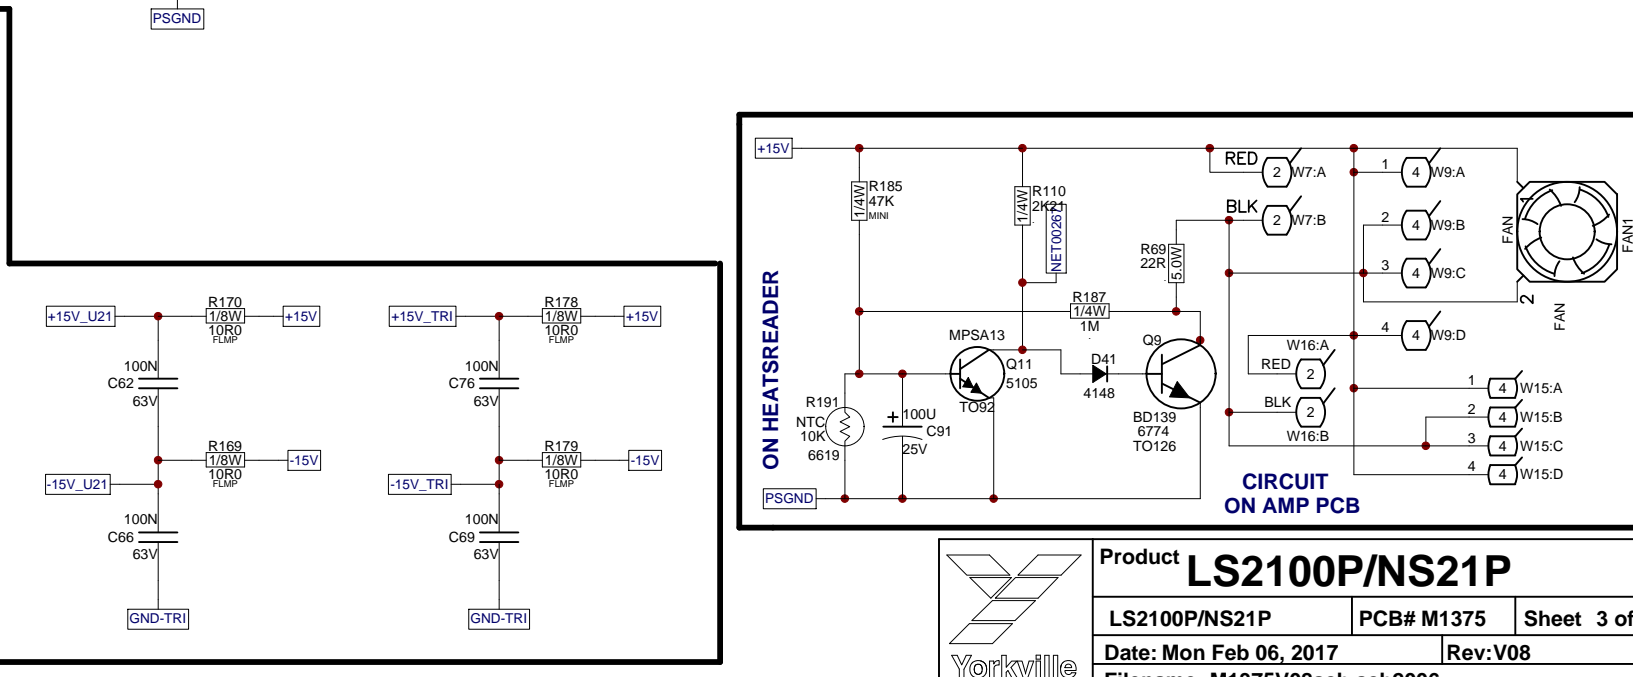 PSGND
+15V_U21
R170
1/8W
10R0
FLMP
+15V
100N
C62
63V
R169
1/8W
10R0
FLMP
-15V
-15V_U21
100N
C66
63V
GND-TRI
+15V_TRI
R178
1/8W
10R0
FLMP
+15V
100N
C76
63V
R179
1/8W
10R0
FLMP
-15V
-15V_TRI
100N
C69
63V
GND-TRI
ON HEATSREADER
+15V
R185
1/4W
47K
MINI
R110
1/4W
2K21
NET00267
R69
22R
5.0W
R187
1/4W
1M
MPSA13
Q11
5105
TO92
D41
4148
Q9
BD139
6774
TO126
R191
NTC
10K
6619
+
100U
C91
25V
PSGND
RED
2
W7:A
BLK
2
W7:B
1
4
W9:A
2
4
W9:B
3
4
W9:C
4
4
W9:D
W16:A
RED
2
BLK
2
W16:B
1
4
W15:A
2
4
W15:B
3
4
W15:C
4
4
W15:D
FAN
1
FAN1
2
FAN
CIRCUIT
ON AMP PCB
Product LS2100P/NS21P
LS2100P/NS21P PCB# M1375 Sheet 3 of
Date: Mon Feb 06, 2017 Rev:V08
Yorkville